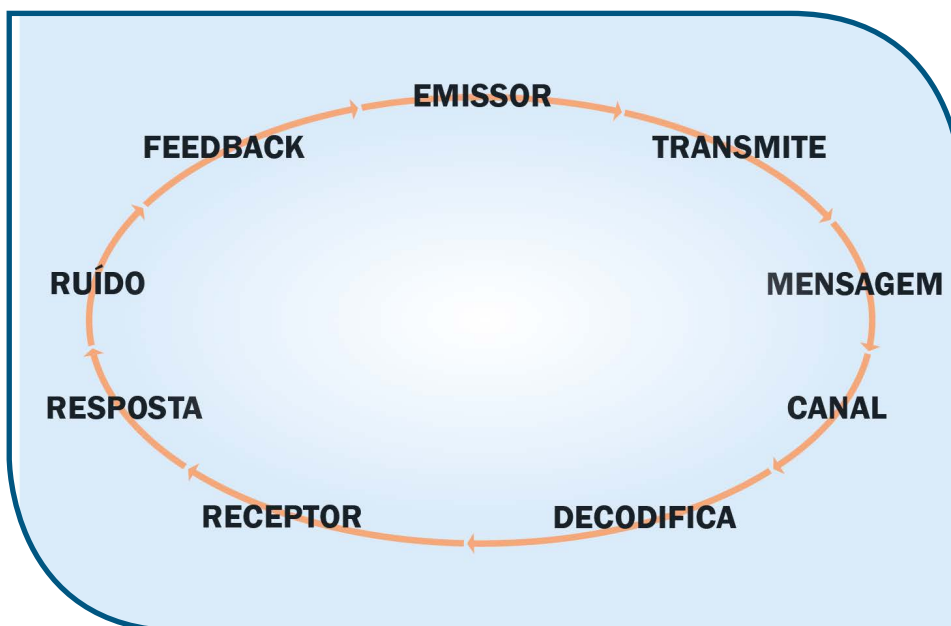 EMISSOR
TRANSMITE
MENSAGEM
CANAL
DECODIFICA
RECEPTOR
RESPOSTA
RUÍDO
FEEDBACK